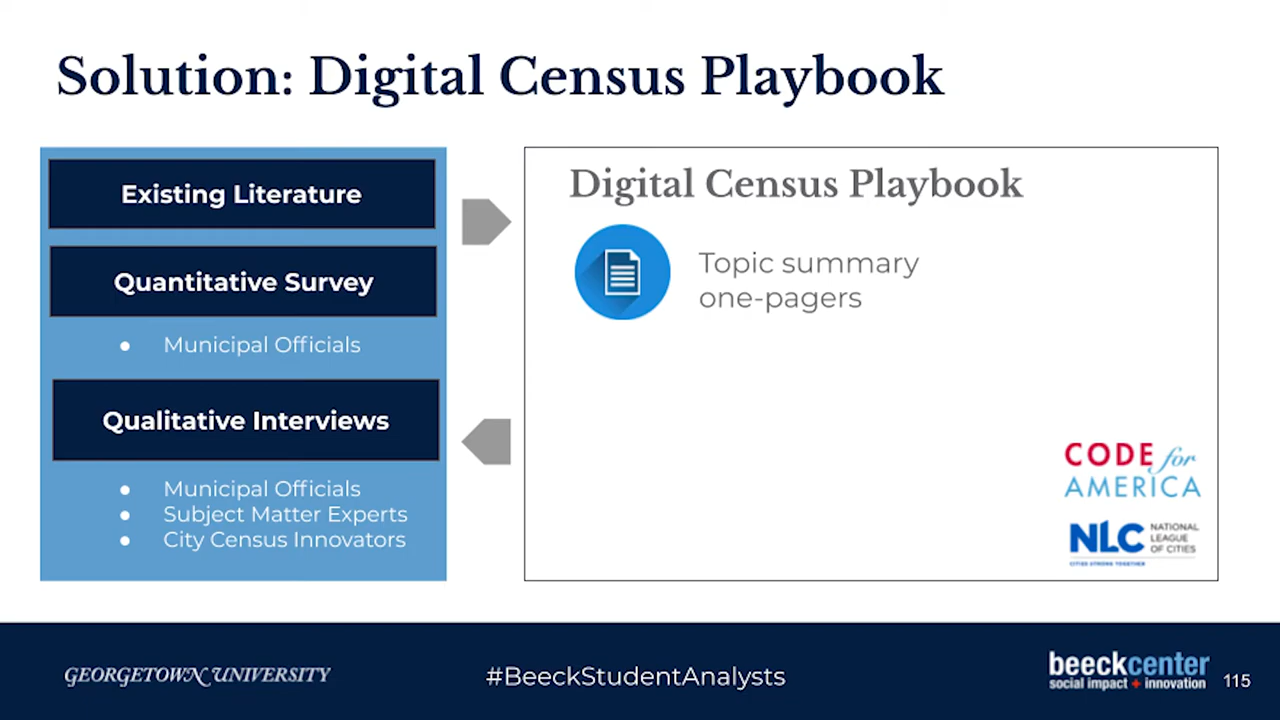 Solution: Digital Census Playbook
Existing Literature
Quantitative Survey
● Municipal Officials
Qualitative Interviews
● Municipal Officials
● Subject Matter Experts
● City Census Innovators
Digital Census Playbook
Topic summary
one-pagers
CODE for
AMERICA
NLC NATIONAL
LEAGUE
OF CITIES
CITIES STRONG TOGETHER
GEORGETOWN UNIVERSITY
#BeeckStudentAnalysts
beeckcenter
social impact + innovation
115